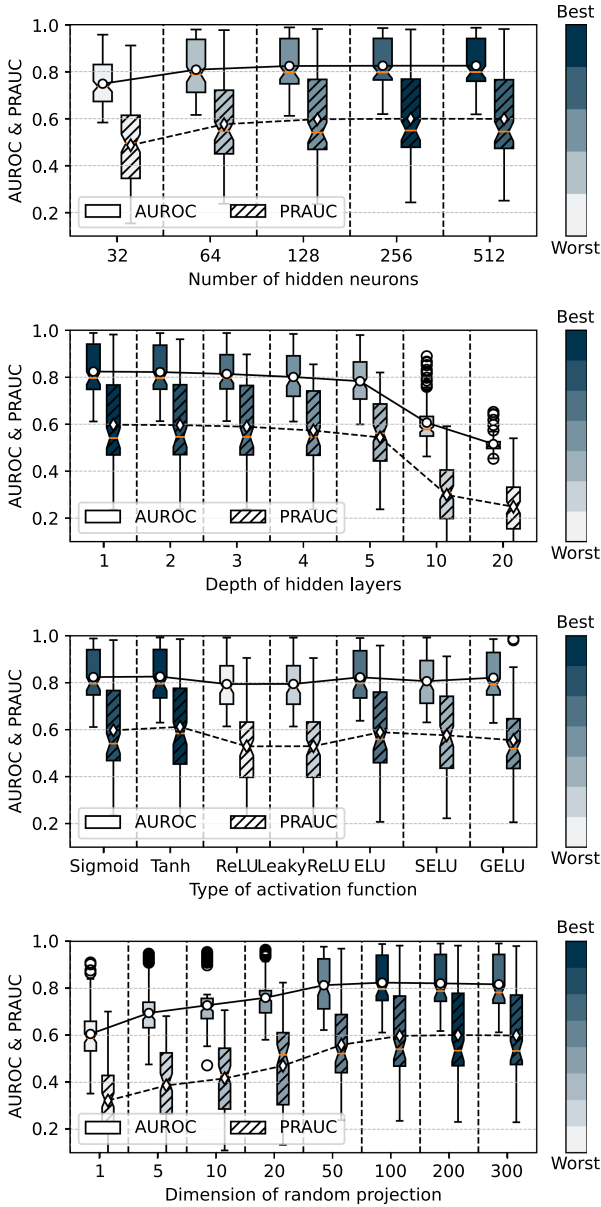 Best
1.0
0.8
0.6
0.4
0.2
AUROC & PRAUC
AUROC PRAUC
32 64 128 256 512
Number of hidden neurons
Worst
Best
1.0
0.8
0.6
0.4
0.2
AUROC & PRAUC
AUROC PRAUC
1 2 3 4 5 10 20
Depth of hidden layers
Worst
Best
1.0
0.8
0.6
0.4
0.2
AUROC & PRAUC
AUROC PRAUC
Sigmoid Tanh ReLU LeakyReLU ELU SELU GELU
Type of activation function
Worst
Best
1.0
0.8
0.6
0.4
0.2
AUROC & PRAUC
AUROC PRAUC
1 5 10 20 50 100 200 300
Dimension of random projection
Worst